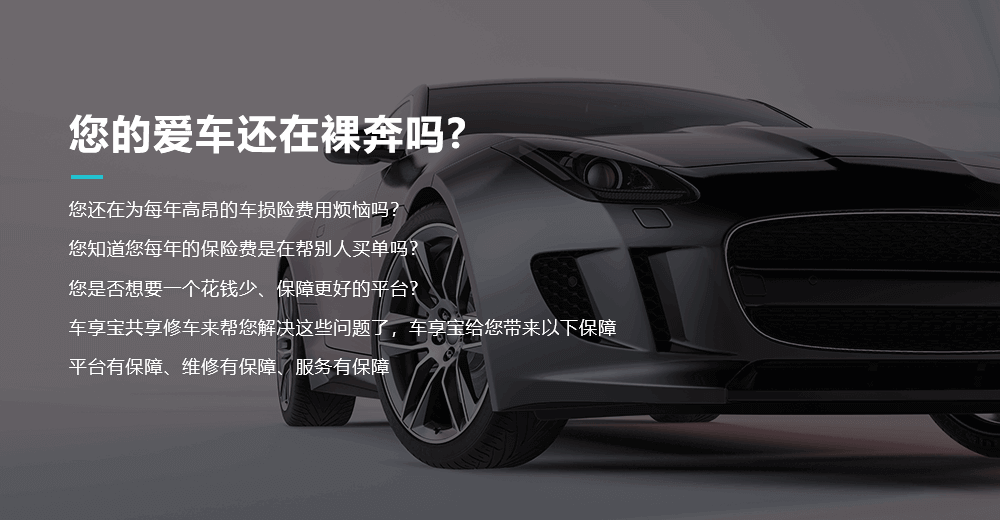 您的爱车还在裸奔吗？
您还在为每年高昂的车损险费用烦恼吗？
您知道您每年的保险费是在帮别人买单吗？
您是否想要一个花钱少、保障更好的平台？
车享宝共享修车来帮您解决这些问题了，车享宝给您带来以下保障
平台有保障、维修有保障、服务有保障